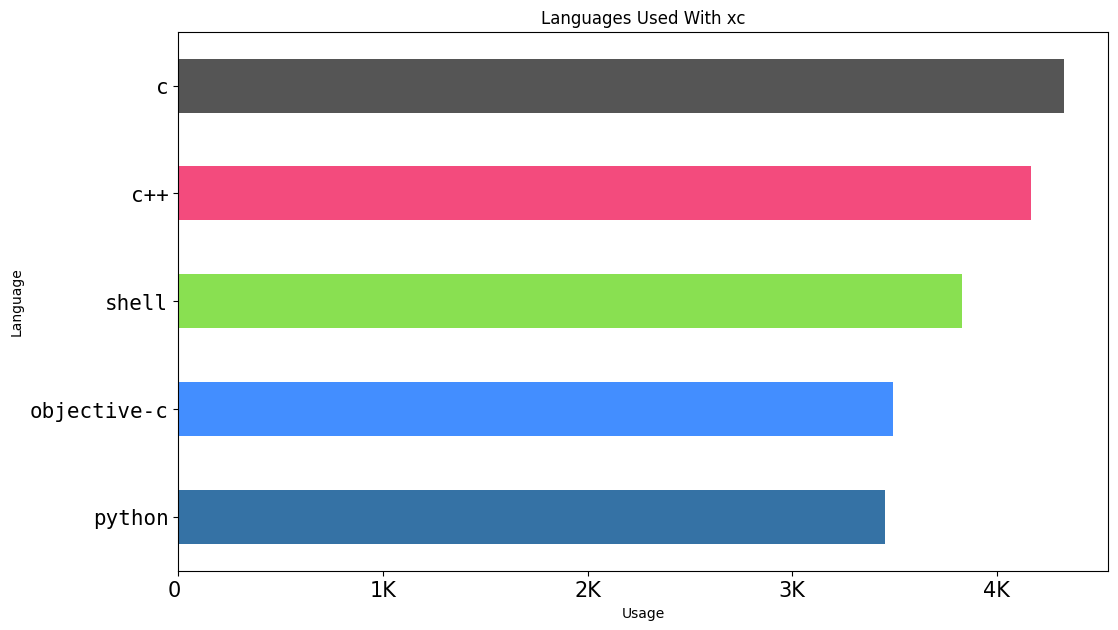 Languages Used With xc
c
c++
shell
objective-c
python
Language
0 1K 2K 3K 4K
Usage